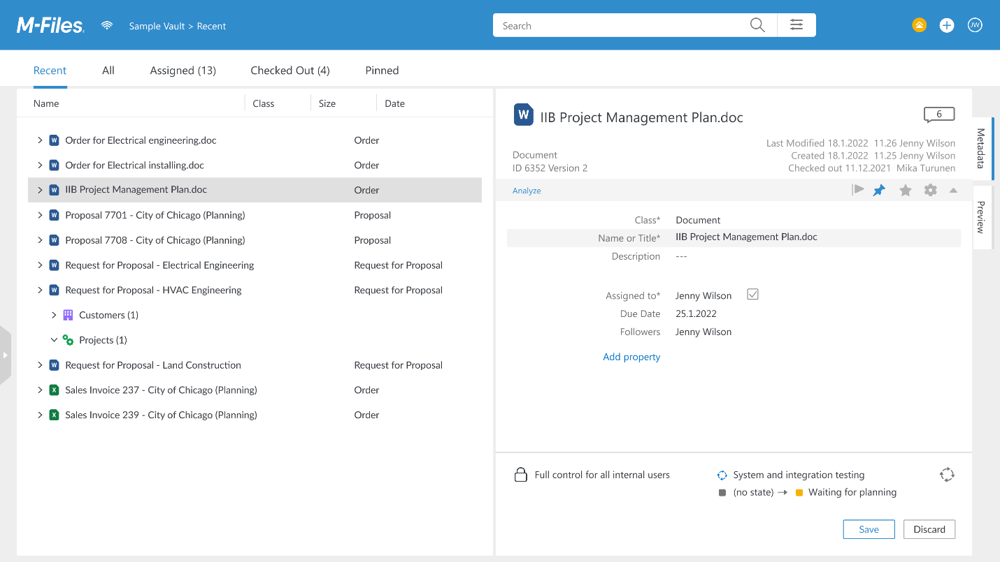 M-Files
Sample Vault > Recent
Search
JW
Recent
All
Assigned (13)
Checked Out (4)
Pinned
Name
Class
Size
Date
W Order for Electrical engineering.doc Order
W Order for Electrical installing.doc Order
W IIB Project Management Plan.doc Order
W Proposal 7701 - City of Chicago (Planning) Proposal
W Proposal 7708 - City of Chicago (Planning) Proposal
W Request for Proposal - Electrical Engineering Request for Proposal
W Request for Proposal - HVAC Engineering Request for Proposal
Customers (1)
Projects (1)
W Request for Proposal - Land Construction Request for Proposal
X Sales Invoice 237 - City of Chicago (Planning) Order
X Sales Invoice 239 - City of Chicago (Planning) Order
W IIB Project Management Plan.doc
6
Document
ID 6352 Version 2
Last Modified 18.1.2022 11.26 Jenny Wilson
Created 18.1.2022 11.25 Jenny Wilson
Checked out 11.12.2021 Mika Turunen
Analyze
Class* Document
Name or Title* IIB Project Management Plan.doc
Description ---
Assigned to* Jenny Wilson
Due Date 25.1.2022
Followers Jenny Wilson
Add property
Full control for all internal users
System and integration testing
(no state) → Waiting for planning
Save
Discard
Metadata
Preview